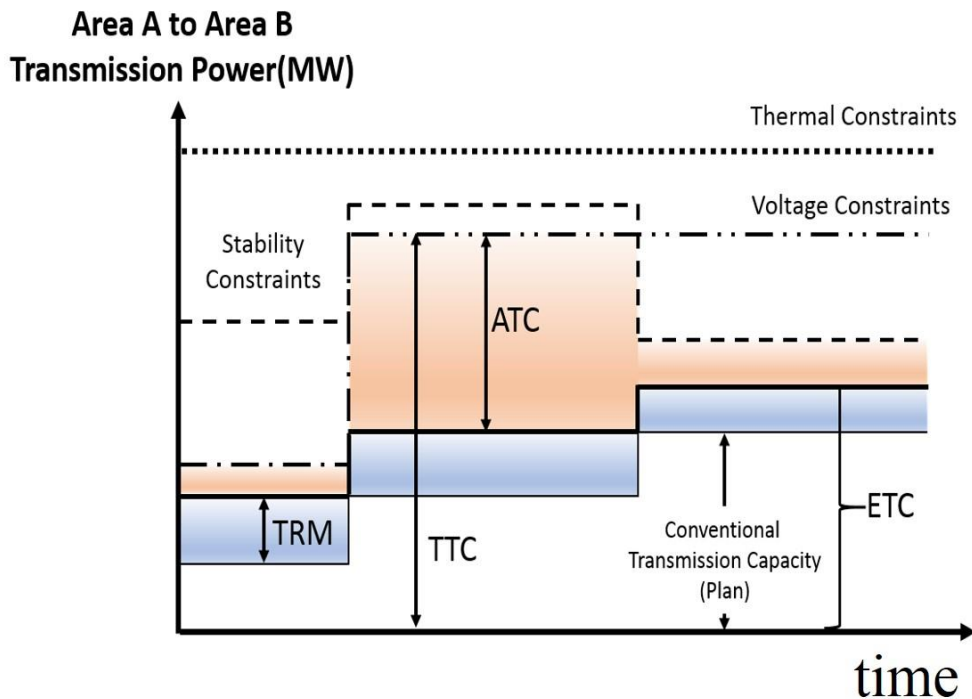 Area A to Area B
Transmission Power(MW)
Thermal Constraints
Voltage Constraints
Stability
Constraints
ATC
TRM
TTC
Conventional
Transmission Capacity
(Plan)
ETC
time